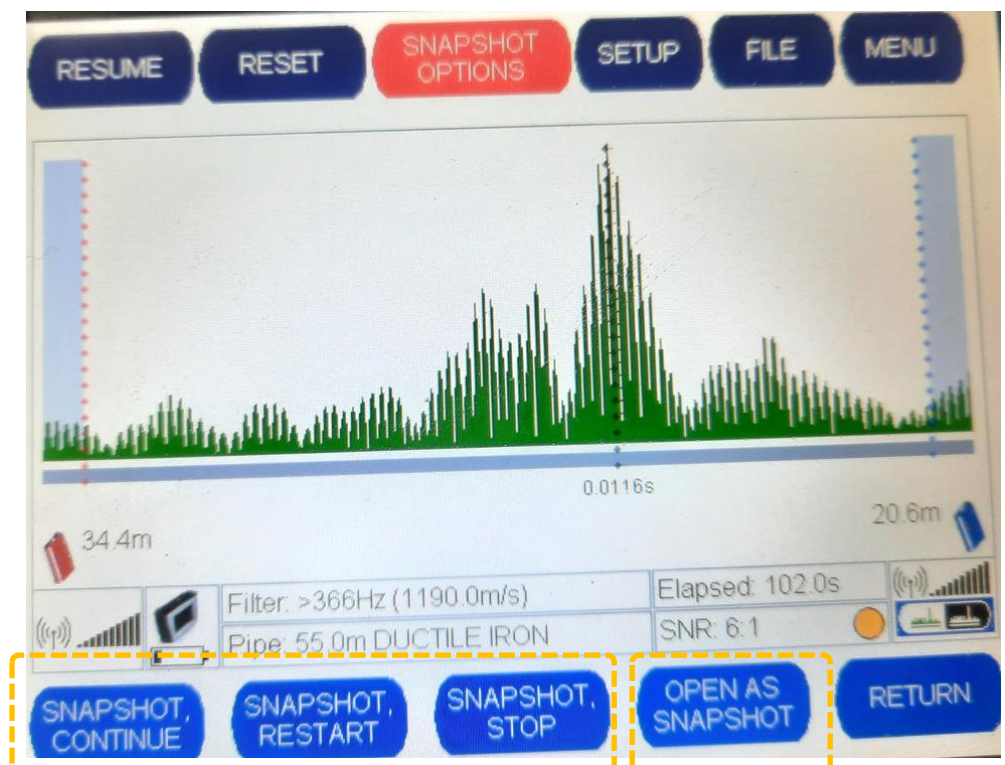 RESUME
RESET
SNAPSHOT
OPTIONS
SETUP
FILE
MENU
0.0116s
34.4m
20.6m
Filter: >366Hz (1190.0m/s)
Elapsed: 102.0s
Pipe: 55.0m DUCTILE IRON
SNR: 6:1
SNAPSHOT,
CONTINUE
SNAPSHOT,
RESTART
SNAPSHOT,
STOP
OPEN AS
SNAPSHOT
RETURN